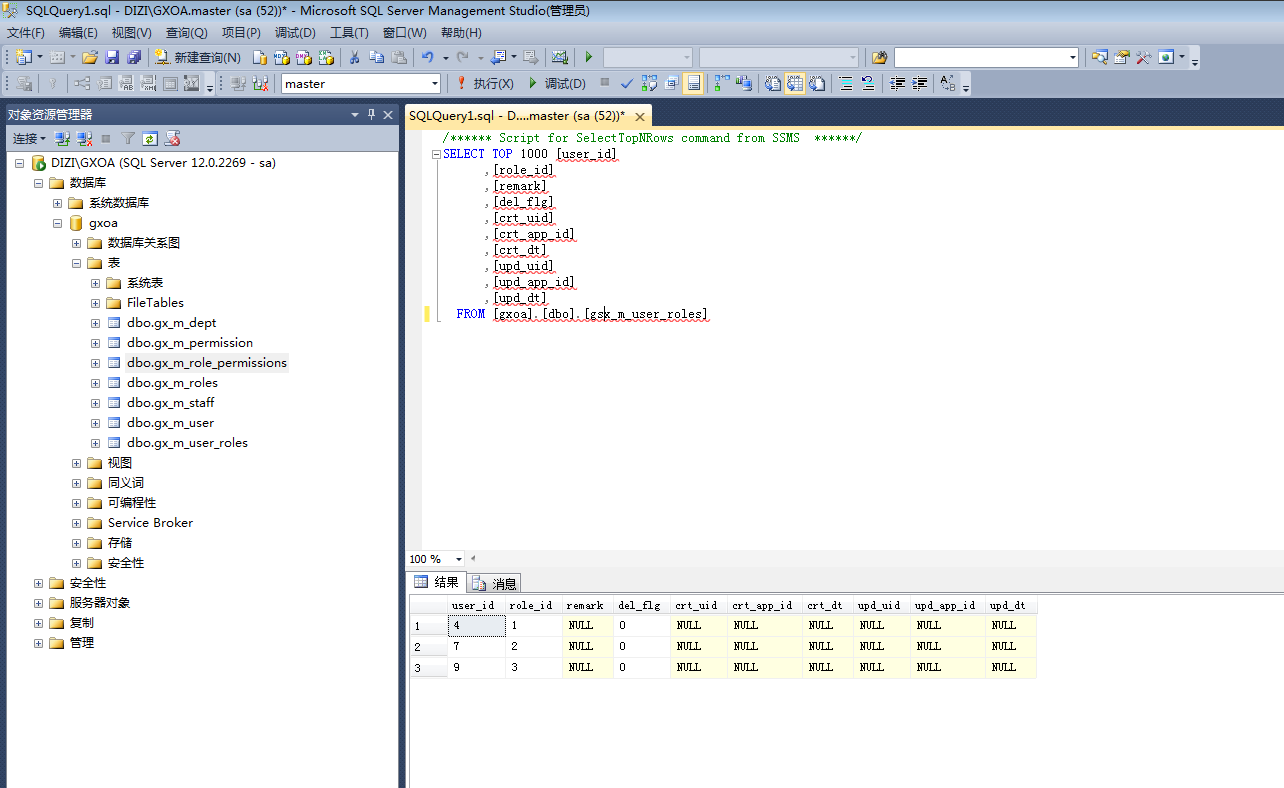 SQLQuery1.sql - DIZI\GXOA.master (sa (52))* - Microsoft SQL Server Management Studio(管理员)
文件(F) 编辑(E) 视图(V) 查询(Q) 项目(P) 调试(D) 工具(T) 窗口(W) 帮助(H)
新建查询(N)
master 执行(X) 调试(D)
对象资源管理器
连接
DIZI\GXOA (SQL Server 12.0.2269 - sa)
数据库
系统数据库
gxoa
数据库关系图
表
系统表
FileTables
dbo.gx_m_dept
dbo.gx_m_permission
dbo.gx_m_role_permissions
dbo.gx_m_roles
dbo.gx_m_staff
dbo.gx_m_user
dbo.gx_m_user_roles
视图
同义词
可编程性
Service Broker
存储
安全性
安全性
服务器对象
复制
管理
SQLQuery1.sql - D....master (sa (52))*
/****** Script for SelectTopNRows command from SSMS ******/
SELECT TOP 1000 [user_id]
,[role_id]
,[remark]
,[del_flg]
,[crt_uid]
,[crt_app_id]
,[crt_dt]
,[upd_uid]
,[upd_app_id]
,[upd_dt]
FROM [gxoa].[dbo].[gsx_m_user_roles]
100 %
结果 消息
user_id role_id remark del_flg crt_uid crt_app_id crt_dt upd_uid upd_app_id upd_dt
1 4 1 NULL 0 NULL NULL NULL NULL NULL NULL
2 7 2 NULL 0 NULL NULL NULL NULL NULL NULL
3 9 3 NULL 0 NULL NULL NULL NULL NULL NULL